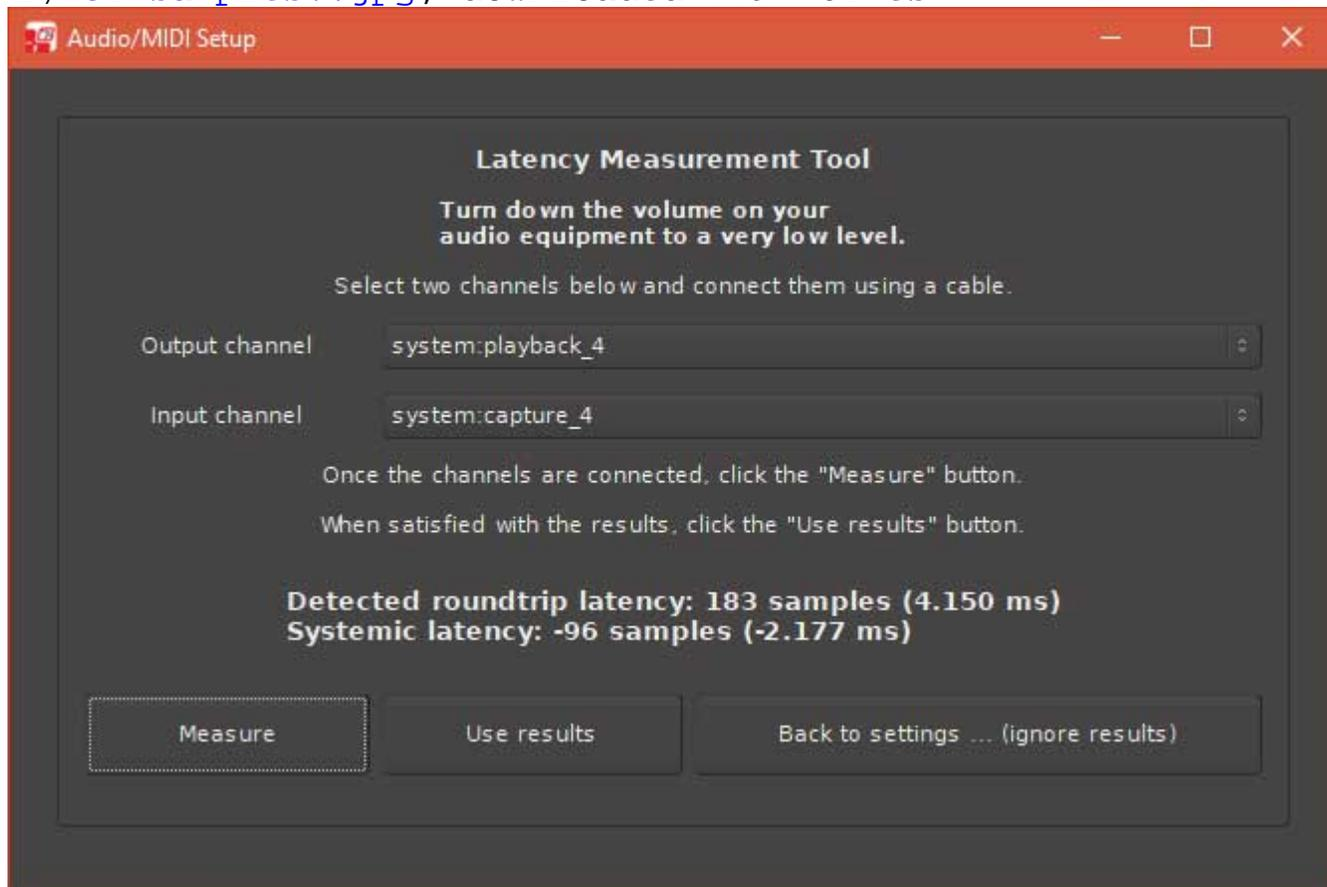 Audio/MIDI Setup
Latency Measurement Tool
Turn down the volume on your
audio equipment to a very low level.
Select two channels below and connect them using a cable.
Output channel system:playback_4
Input channel system:capture_4
Once the channels are connected, click the "Measure" button.
When satisfied with the results, click the "Use results" button.
Detected roundtrip latency: 183 samples (4.150 ms)
Systemic latency: -96 samples (-2.177 ms)
Measure Use results Back to settings ... (ignore results)